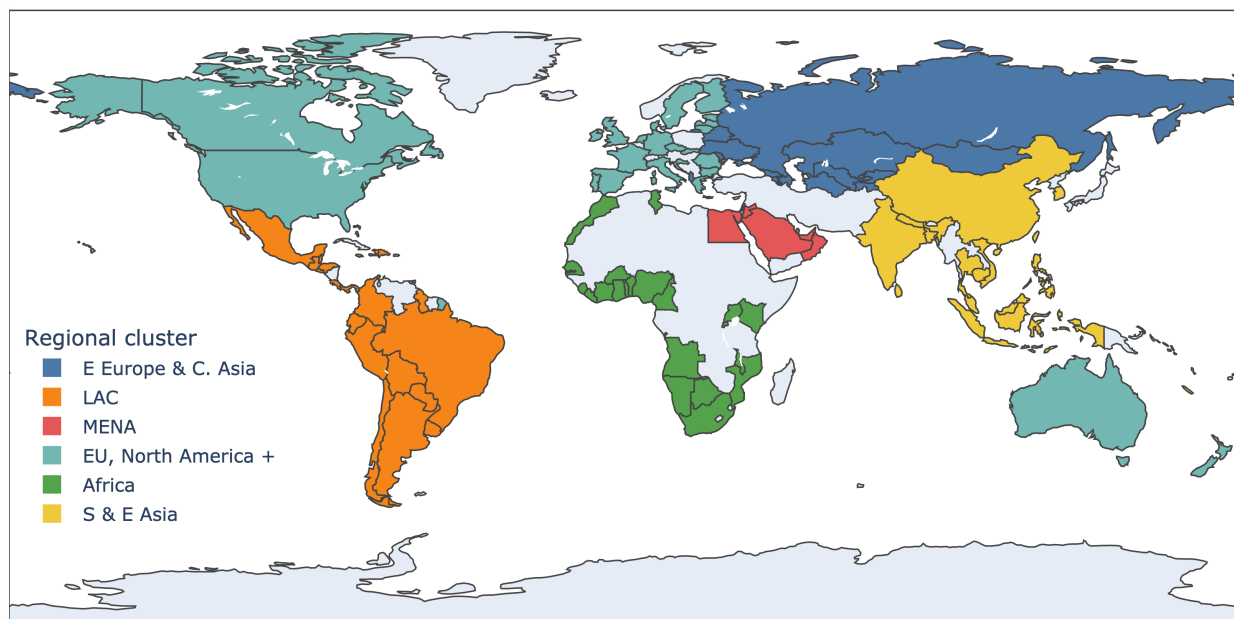 Regional cluster
E Europe & C. Asia
LAC
MENA
EU, North America +
Africa
S & E Asia